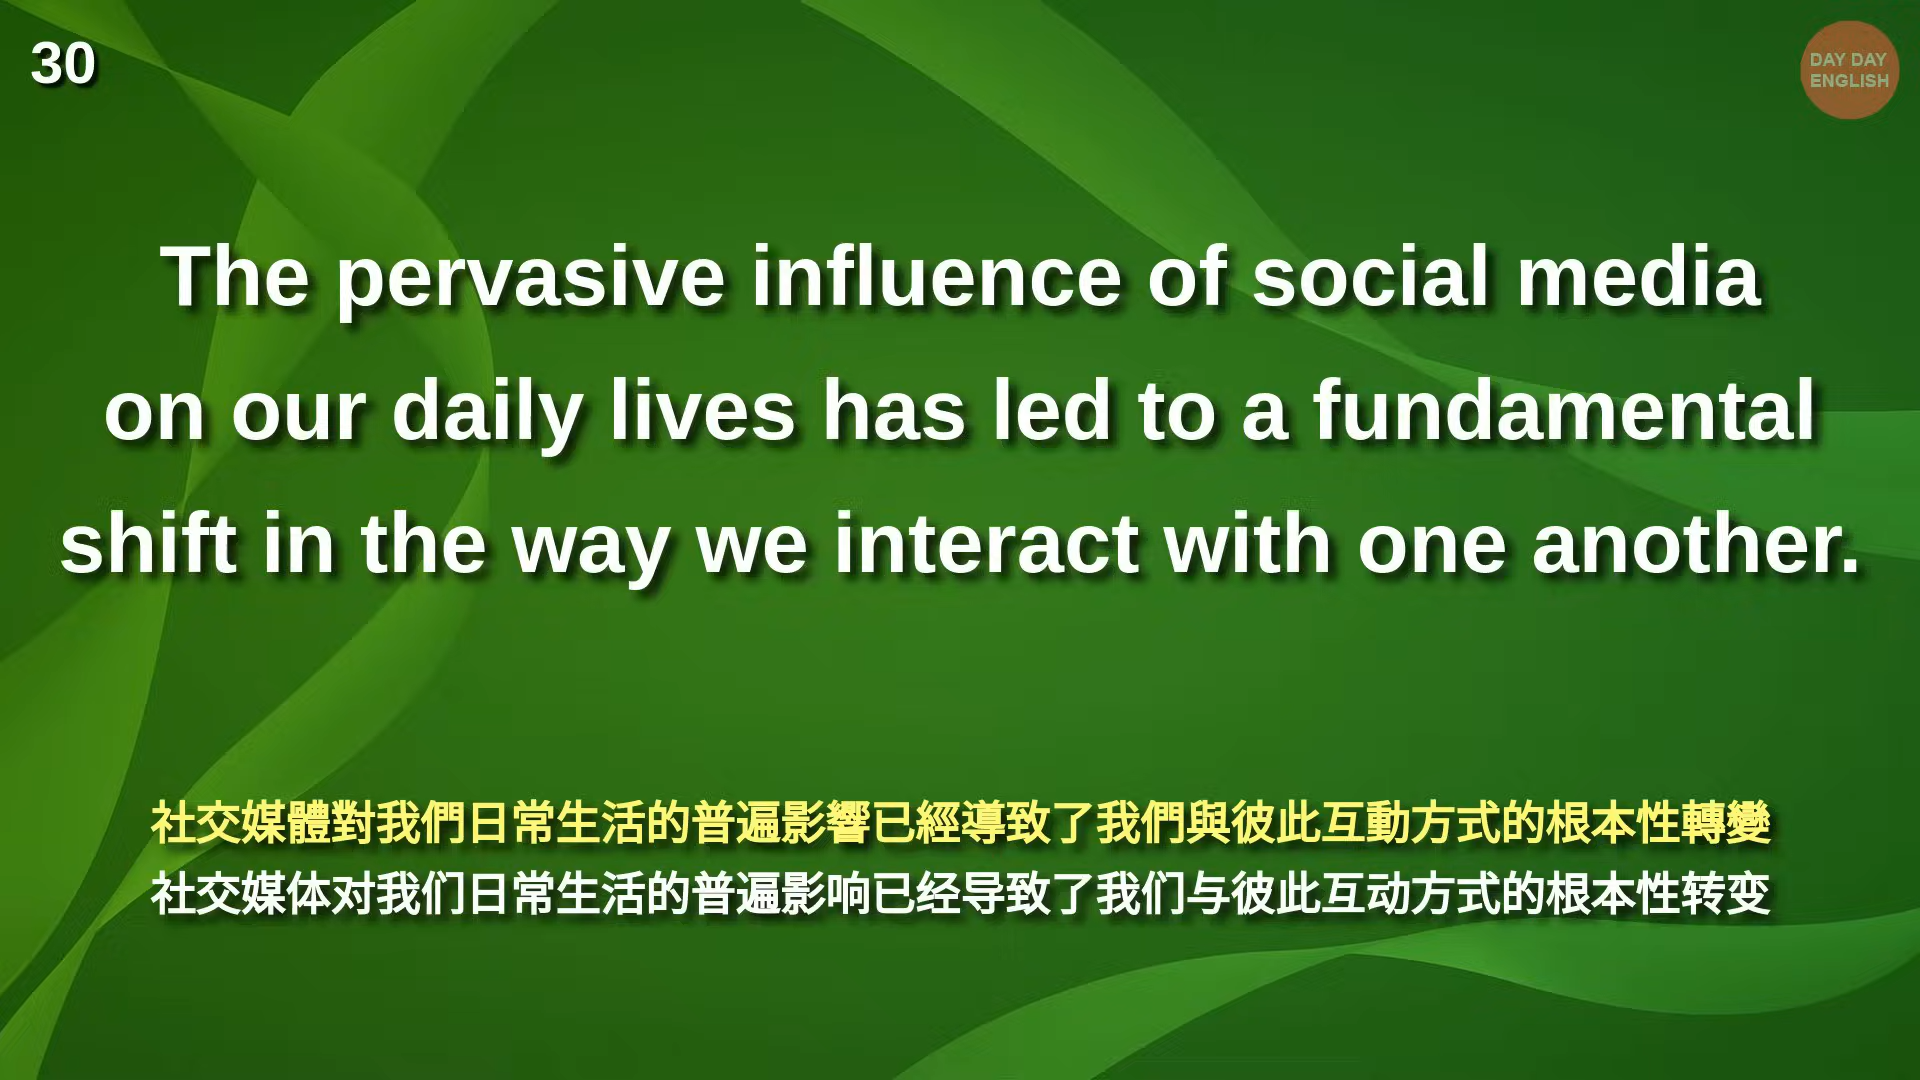 30
DAY DAY
ENGLISH
The pervasive influence of social media
on our daily lives has led to a fundamental
shift in the way we interact with one another.
社交媒體對我們日常生活的普遍影響已經導致了我們與彼此互動方式的根本性轉變
社交媒体对我们日常生活的普遍影响已经导致了我们与彼此互动方式的根本性转变